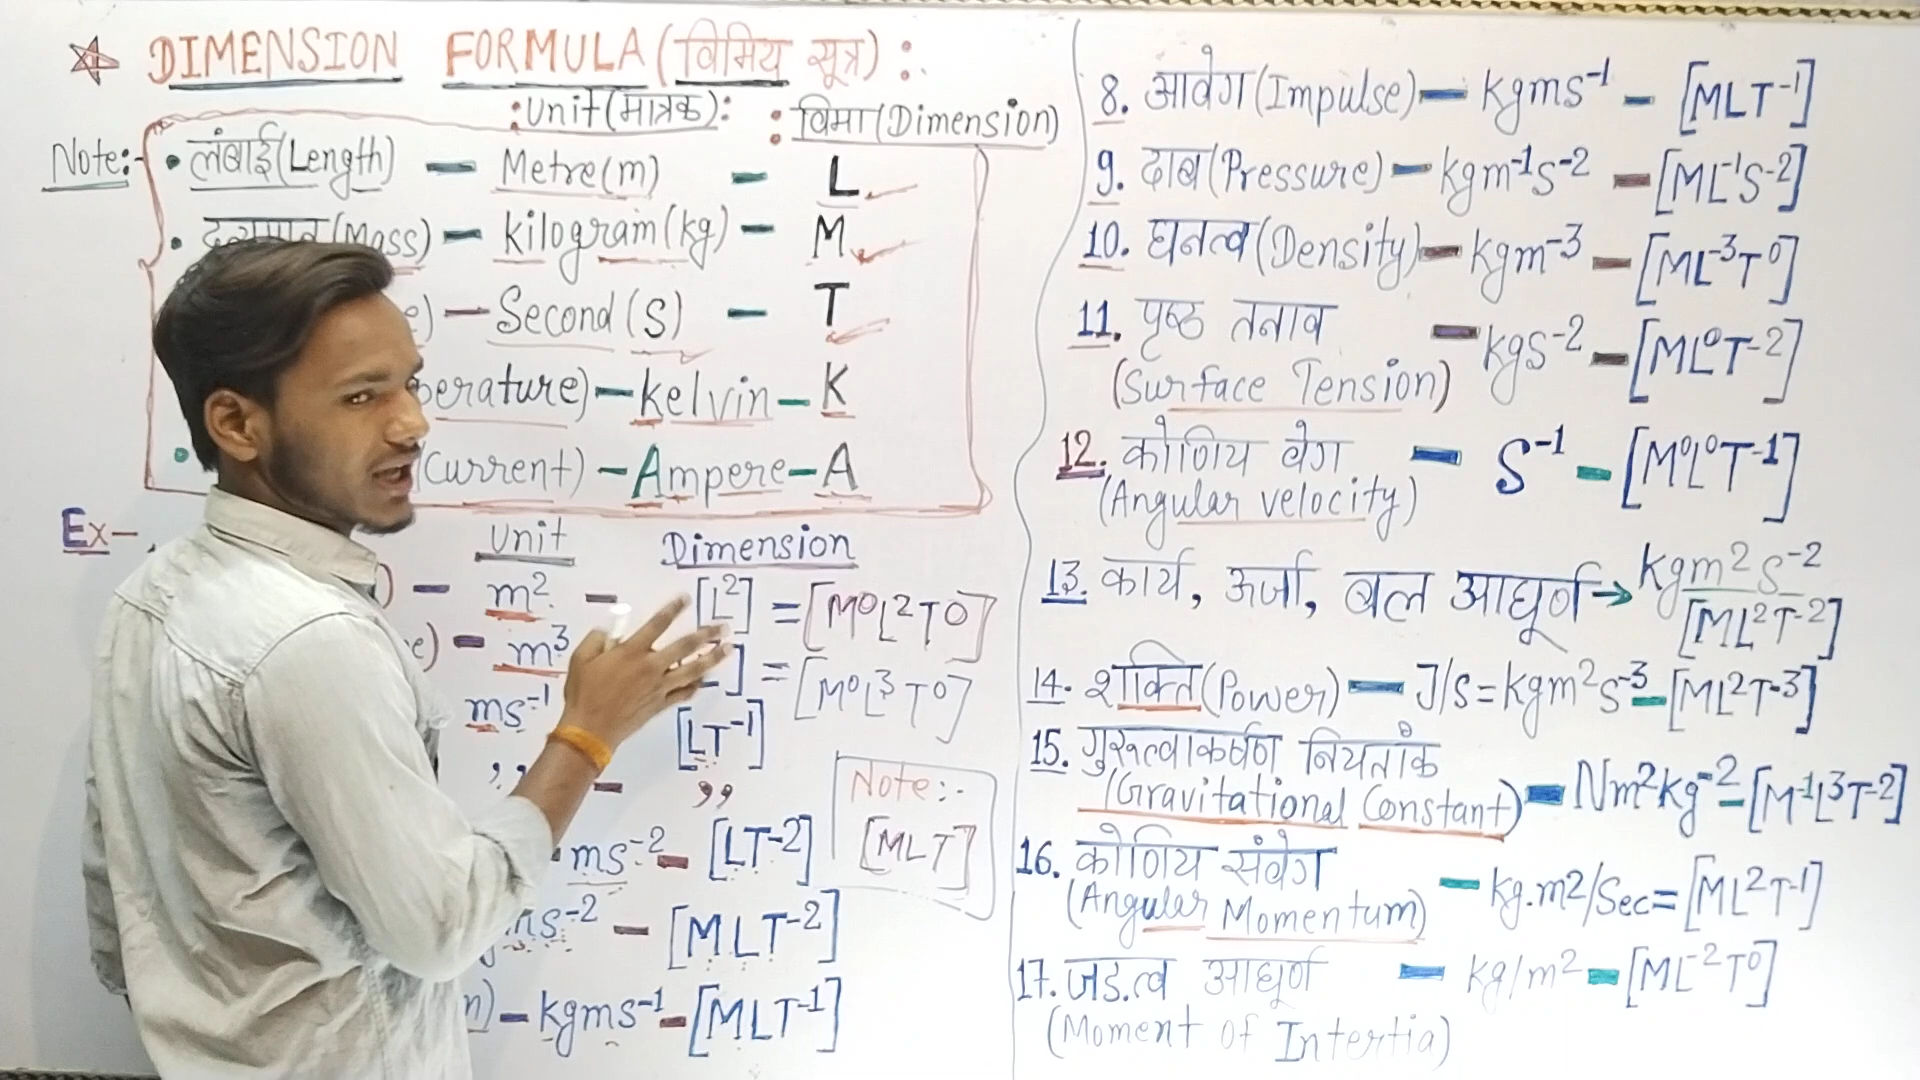 DIMENSION FORMULA (विमिय सूत्र) :
: Unit (मात्रक) : : विमा (Dimension)
Note:- • लंबाई (Length) — Metre (m) — L
• द्रव्यमान (Mass) — kilogram (kg) — M
e) — Second (S) — T
perature) — kelvin — K
(current) — Ampere — A
Ex— Unit Dimension
) — m² — [L²] = [M⁰L²T⁰]
e) — m³ ] = [M⁰L³T⁰]
ms⁻¹ [LT⁻¹]
,, — ,,
ms⁻² — [LT⁻²]
ms⁻² — [MLT⁻²]
n) — kgms⁻¹ — [MLT⁻¹]
Note:-
[MLT]
8. आवेग (Impulse) — kgms⁻¹ — [MLT⁻¹]
9. दाब (Pressure) — kgm⁻¹S⁻² — [ML⁻¹S⁻²]
10. घनत्व (Density) — kgm⁻³ — [ML⁻³T⁰]
11. पृष्ठ तनाव — kgS⁻² — [ML⁰T⁻²]
(Surface Tension)
12. कोणिय वेग — S⁻¹ — [M⁰L⁰T⁻¹]
(Angular velocity)
13. कार्य, ऊर्जा, बल आघूर्ण → kgm²S⁻²
[ML²T⁻²]
14. शक्ति (Power) — J/s = kgm²S⁻³ — [ML²T⁻³]
15. गुरूत्वाकर्षण नियतांक
(Gravitational Constant) — Nm²kg⁻² — [M⁻¹L³T⁻²]
16. कोणिय संवेग — kg.m2/Sec = [ML²T⁻¹]
(Angular Momentum)
17. जड़त्व आघूर्ण — kg/m² — [ML⁻²T⁰]
(Moment of Intertia)